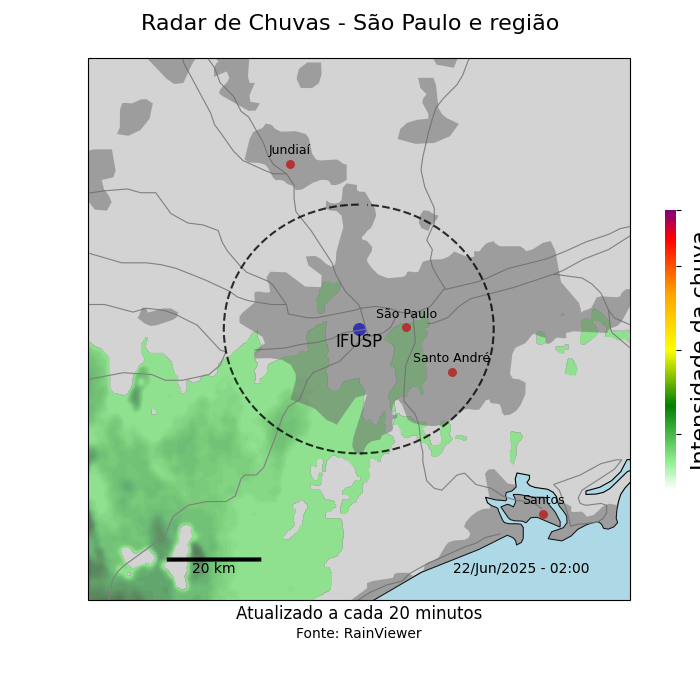 Radar de Chuvas - São Paulo e região
Jundiaí
São Paulo
IFUSP
Santo André
Santos
20 km
22/Jun/2025 - 02:00
Intensidade da chuva
Atualizado a cada 20 minutos
Fonte: RainViewer